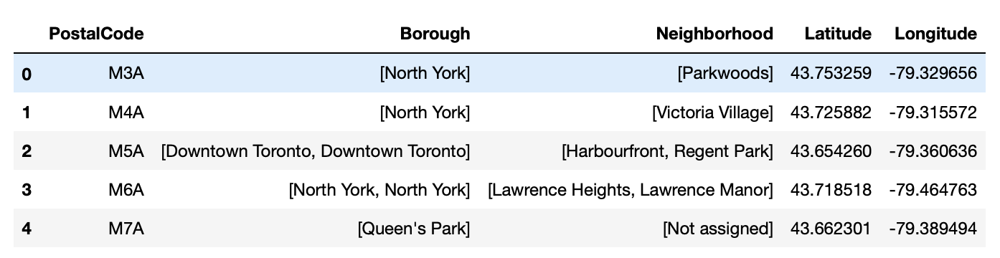 PostalCode Borough Neighborhood Latitude Longitude
0 M3A [North York] [Parkwoods] 43.753259 -79.329656
1 M4A [North York] [Victoria Village] 43.725882 -79.315572
2 M5A [Downtown Toronto, Downtown Toronto] [Harbourfront, Regent Park] 43.654260 -79.360636
3 M6A [North York, North York] [Lawrence Heights, Lawrence Manor] 43.718518 -79.464763
4 M7A [Queen's Park] [Not assigned] 43.662301 -79.389494